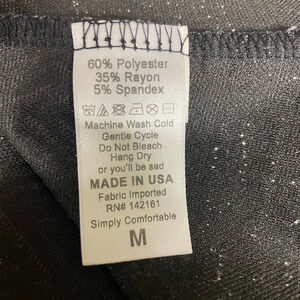 60% Polyester
35% Rayon
5% Spandex
Machine Wash Cold
Gentle Cycle
Do Not Bleach
Hang Dry
or you'll be sad
MADE IN USA
Fabric Imported
RN# 142161
Simply Comfortable
M